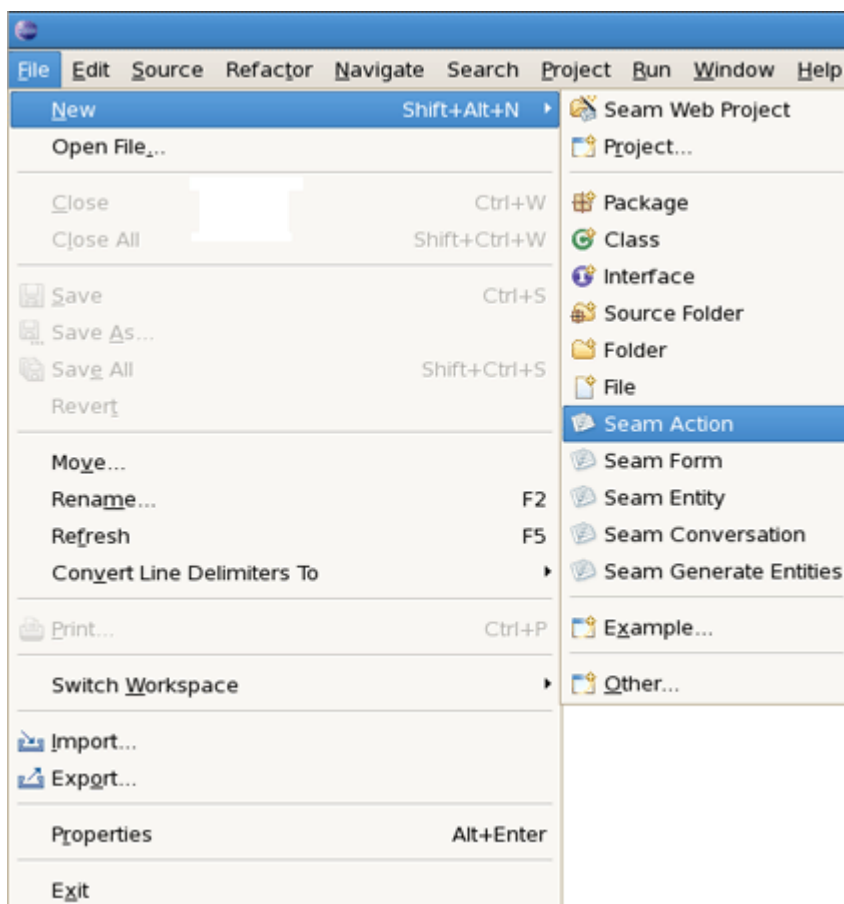 File Edit Source Refactor Navigate Search Project Run Window Help
New Shift+Alt+N
Open File...
Close Ctrl+W
Close All Shift+Ctrl+W
Save Ctrl+S
Save As...
Save All Shift+Ctrl+S
Revert
Move...
Rename... F2
Refresh F5
Convert Line Delimiters To
Print... Ctrl+P
Switch Workspace
Import...
Export...
Properties Alt+Enter
Exit
Seam Web Project
Project...
Package
Class
Interface
Source Folder
Folder
File
Seam Action
Seam Form
Seam Entity
Seam Conversation
Seam Generate Entities
Example...
Other...